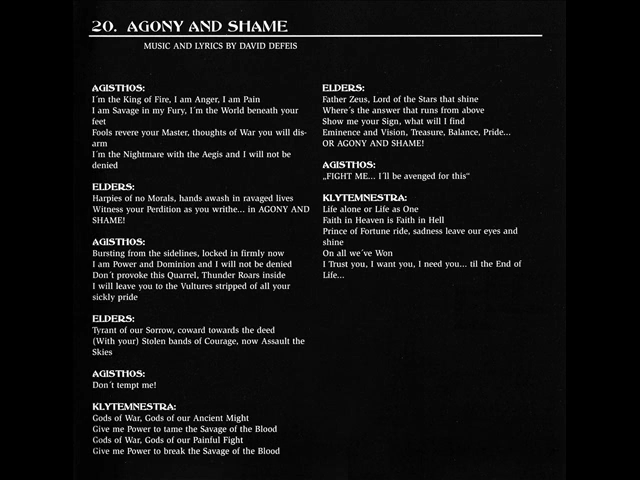 20. AGONY AND SHAME
MUSIC AND LYRICS BY DAVID DEFEIS
AGISTHOS:
I´m the King of Fire, I am Anger, I am Pain
I am Savage in my Fury, I´m the World beneath your
feet
Fools revere your Master, thoughts of War you will dis-
arm
I´m the Nightmare with the Aegis and I will not be
denied
ELDERS:
Harpies of no Morals, hands awash in ravaged lives
Witness your Perdition as you writhe... in AGONY AND
SHAME!
AGISTHOS:
Bursting from the sidelines, locked in firmly now
I am Power and Dominion and I will not be denied
Don´t provoke this Quarrel, Thunder Roars inside
I will leave you to the Vultures stripped of all your
sickly pride
ELDERS:
Tyrant of our Sorrow, coward towards the deed
(With your) Stolen bands of Courage, now Assault the
Skies
AGISTHOS:
Don´t tempt me!
KLYTEMNESTRA:
Gods of War, Gods of our Ancient Might
Give me Power to tame the Savage of the Blood
Gods of War, Gods of our Painful Fight
Give me Power to break the Savage of the Blood
ELDERS:
Father Zeus, Lord of the Stars that shine
Where´s the answer that runs from above
Show me your Sign, what will I find
Eminence and Vision, Treasure, Balance, Pride...
OR AGONY AND SHAME!
AGISTHOS:
„FIGHT ME... I´ll be avenged for this“
KLYTEMNESTRA:
Life alone or Life as One
Faith in Heaven is Faith in Hell
Prince of Fortune ride, sadness leave our eyes and
shine
On all we´ve Won
I Trust you, I want you, I need you... til the End of
Life...